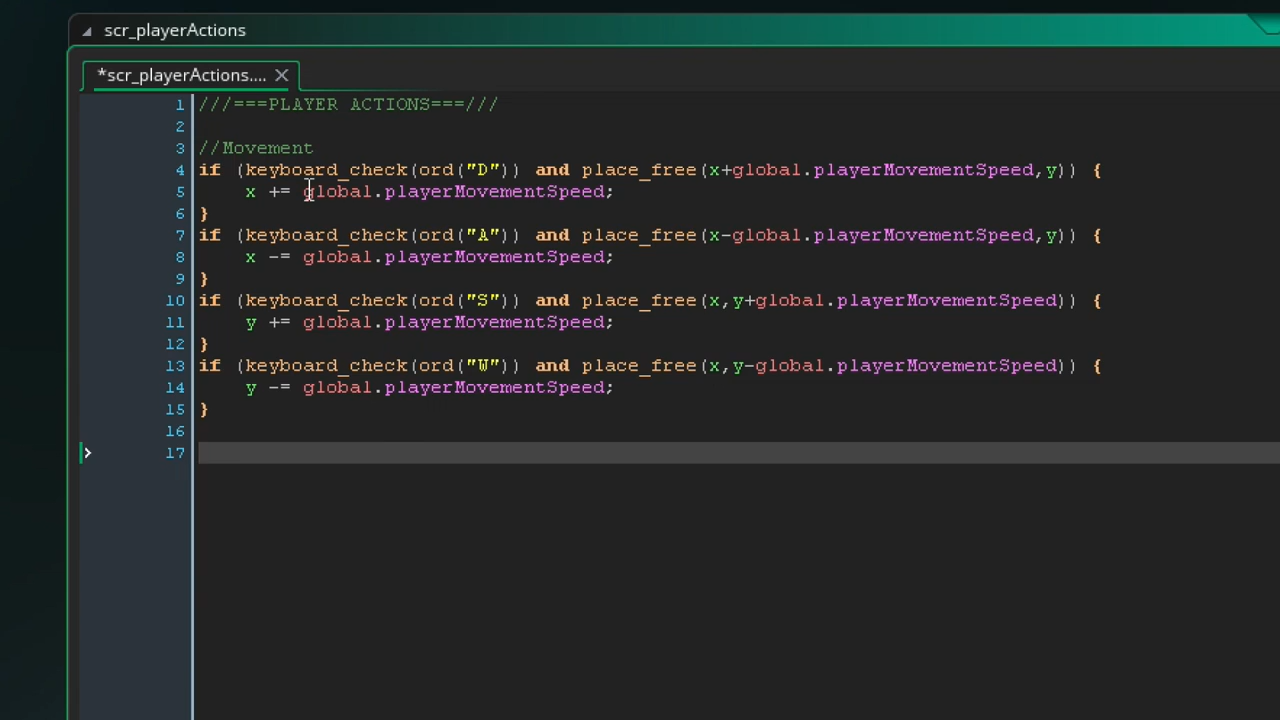 scr_playerActions
*scr_playerActions....
1 ///===PLAYER ACTIONS===///
2
3 //Movement
4 if (keyboard_check(ord("D")) and place_free(x+global.playerMovementSpeed,y)) {
5 x += global.playerMovementSpeed;
6 }
7 if (keyboard_check(ord("A")) and place_free(x-global.playerMovementSpeed,y)) {
8 x -= global.playerMovementSpeed;
9 }
10 if (keyboard_check(ord("S")) and place_free(x,y+global.playerMovementSpeed)) {
11 y += global.playerMovementSpeed;
12 }
13 if (keyboard_check(ord("W")) and place_free(x,y-global.playerMovementSpeed)) {
14 y -= global.playerMovementSpeed;
15 }
16
17